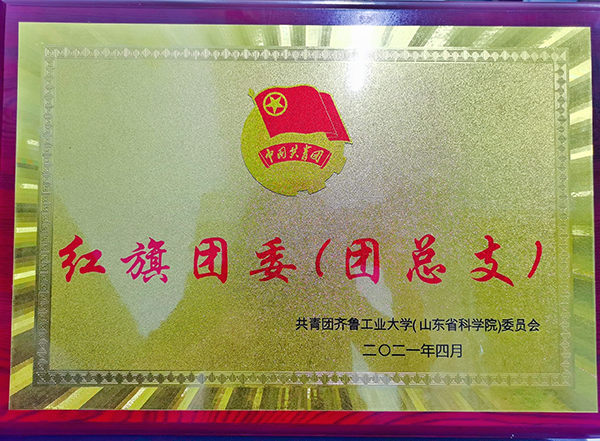 中国共青团
红旗团委(团总支)
共青团齐鲁工业大学(山东省科学院)委员会
二〇二一年四月